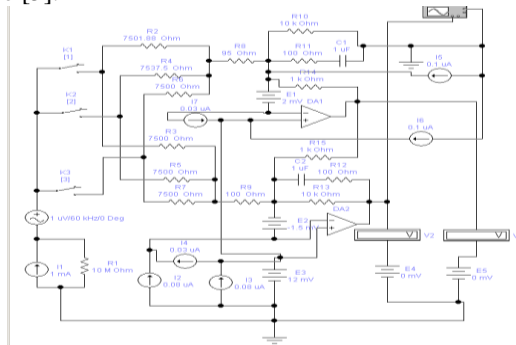 R10
10 k Ohm
R2
7501.88 Ohm
C1
1 uF
K1
[1]
R8
95 Ohm
R11
100 Ohm
R4
7537.5 Ohm
R14
1 k Ohm
I5
0.1 uA
7500 Ohm
E1
2 mV
DA1
K2
[2]
I7
0.03 uA
I6
0.1 uA
R3
7500 Ohm
R15
1 k Ohm
C2
1 uF
R12
100 Ohm
7500 Ohm
K3
[3]
R7
7500 Ohm
R9
100 Ohm
R13
10 k Ohm
DA2
1 uV/60 kHz/0 Deg
E2
-1.5 mV
V2
V
I4
0.03 uA
I1
1 mA
R1
10 M Ohm
I2
0.08 uA
I3
0.08 uA
E3
12 mV
E4
0 mV
E5
0 mV